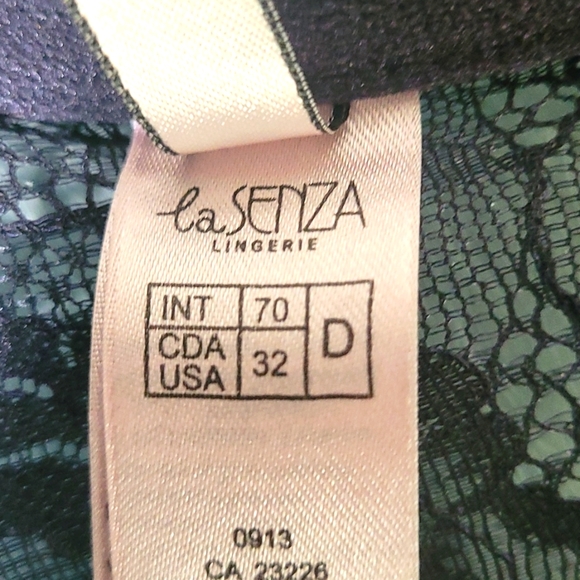 la SENZA
LINGERIE
INT 70 D
CDA USA 32
0913
CA 23226